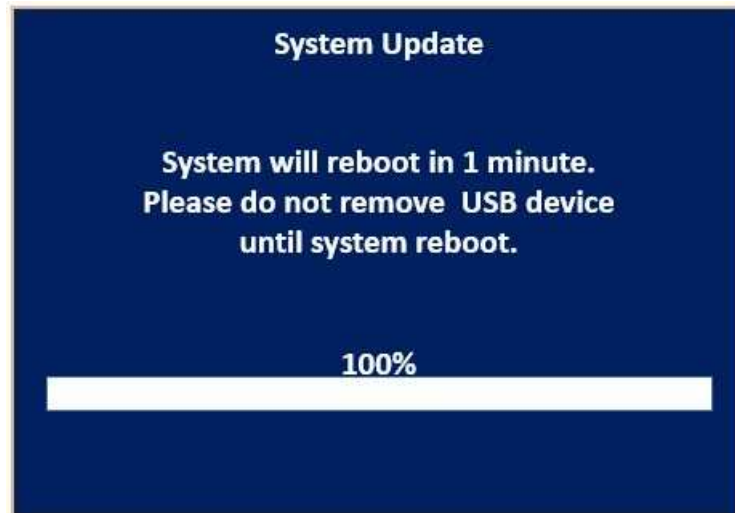 System Update
System will reboot in 1 minute.
Please do not remove  USB device
until system reboot.
100%